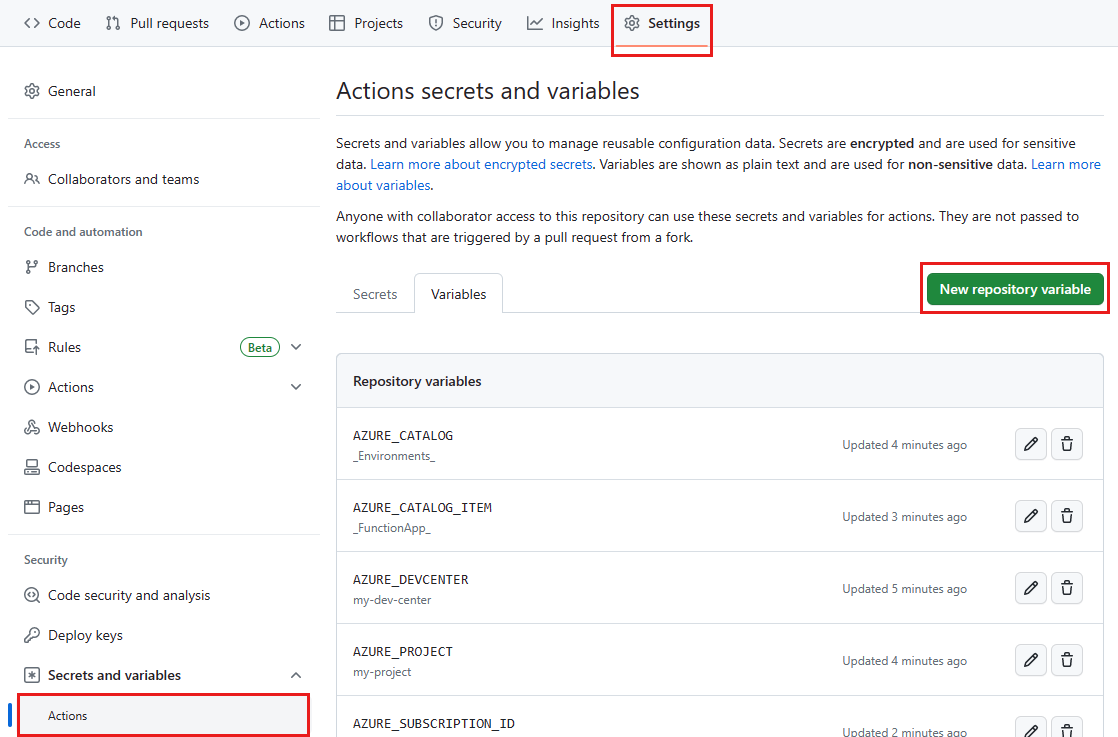 Code Pull requests Actions Projects Security Insights Settings
General
Access
Collaborators and teams
Code and automation
Branches
Tags
Rules Beta
Actions
Webhooks
Codespaces
Pages
Security
Code security and analysis
Deploy keys
Secrets and variables
Actions
Actions secrets and variables
Secrets and variables allow you to manage reusable configuration data. Secrets are encrypted and are used for sensitive
data. Learn more about encrypted secrets. Variables are shown as plain text and are used for non-sensitive data. Learn more
about variables.
Anyone with collaborator access to this repository can use these secrets and variables for actions. They are not passed to
workflows that are triggered by a pull request from a fork.
Secrets Variables New repository variable
Repository variables
AZURE_CATALOG
_Environments_
Updated 4 minutes ago
AZURE_CATALOG_ITEM
_FunctionApp_
Updated 3 minutes ago
AZURE_DEVCENTER
my-dev-center
Updated 5 minutes ago
AZURE_PROJECT
my-project
Updated 4 minutes ago
AZURE_SUBSCRIPTION_ID
Updated 2 minutes ago